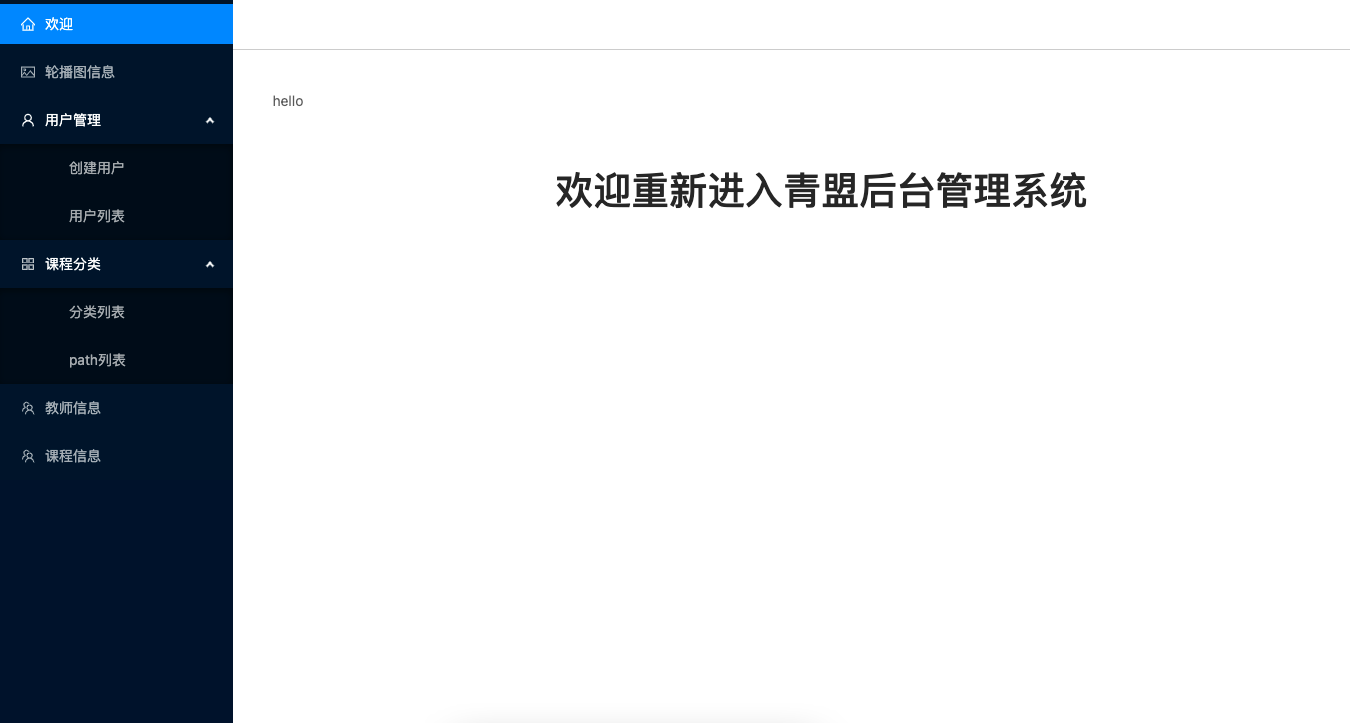 欢迎
轮播图信息
用户管理
创建用户
用户列表
课程分类
分类列表
path列表
教师信息
课程信息
hello
欢迎重新进入青盟后台管理系统